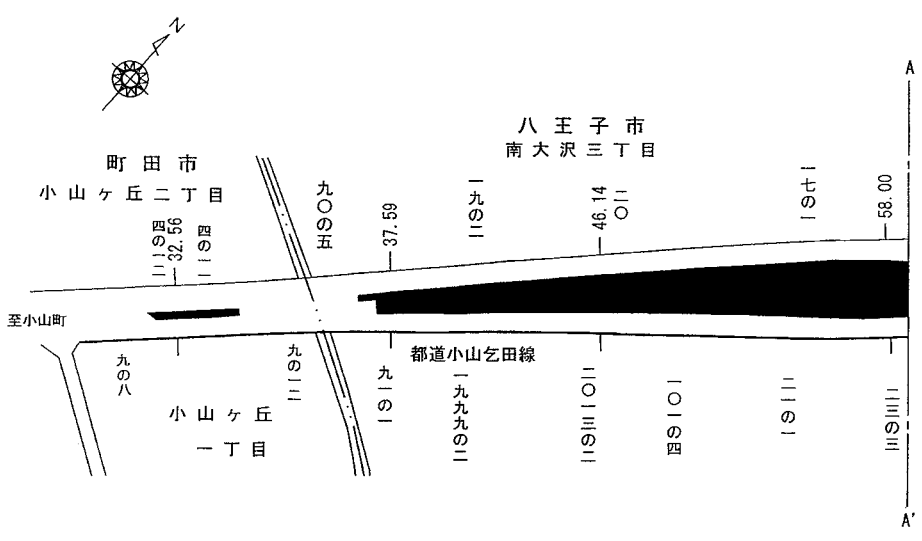 N
A
八王子市
南大沢三丁目
町田市
小山ヶ丘二丁目
四の一二
32.56
四の一一
九〇の五
37.59
一九の二
46.14
二〇
一七の一
58.00
至小山町
都道小山乞田線
九の八
九の一二
九一の一
一九九九の二
二〇一三の二
一〇一の四
二一の一
二三の三
小山ヶ丘
一丁目
A'